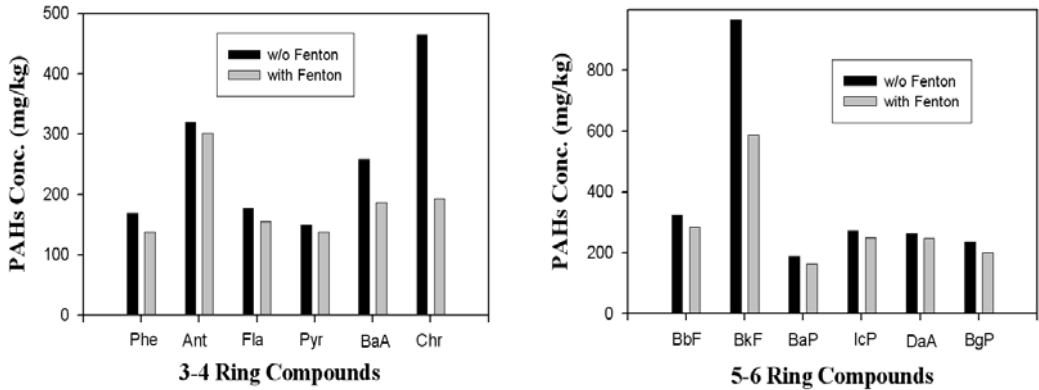 PAHs Conc. (mg/kg)
500
400
300
200
100
0
w/o Fenton
with Fenton
Phe Ant Fla Pyr BaA Chr
3-4 Ring Compounds
PAHs Conc. (mg/kg)
800
600
400
200
0
w/o Fenton
with Fenton
BbF BkF BaP IcP DaA BgP
5-6 Ring Compounds